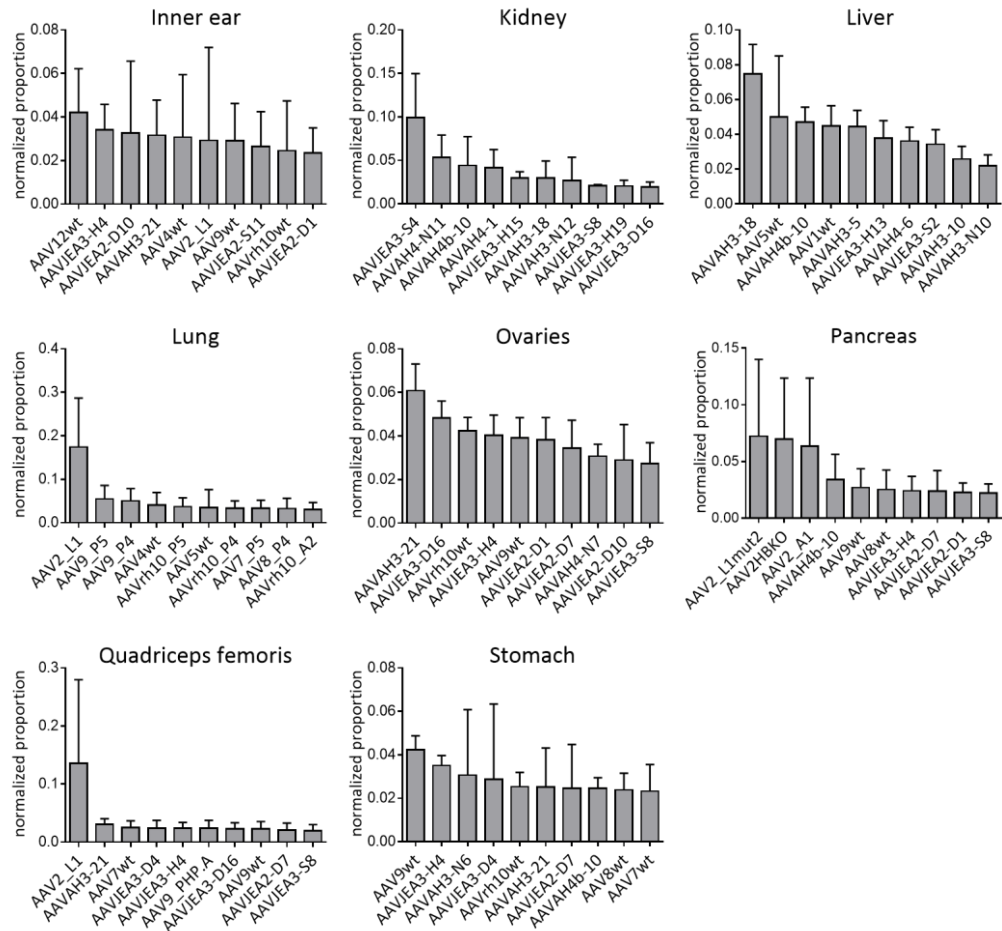 Inner ear
normalized proportion
0.08
0.06
0.04
0.02
0.00
AAV12wt
AAVJEA3-H4
AAVJEA2-D10
AAVAH3-21
AAV4wt
AAV2_L1
AAV9wt
AAVJEA2-S11
AAVrh10wt
AAVJEA2-D1
Kidney
normalized proportion
0.20
0.15
0.10
0.05
0.00
AAVJEA3-S4
AAVAH4-N11
AAVAH4b-10
AAVAH4-1
AAVJEA3-H15
AAVAH3-18
AAVAH3-N12
AAVJEA3-S8
AAVJEA3-H19
AAVJEA3-D16
Liver
normalized proportion
0.10
0.08
0.06
0.04
0.02
0.00
AAVAH3-18
AAV5wt
AAVAH4b-10
AAV1wt
AAVAH3-5
AAVJEA3-H13
AAVAH4-6
AAVJEA3-S2
AAVAH3-10
AAVAH3-N10
Lung
normalized proportion
0.4
0.3
0.2
0.1
0.0
AAV2_L1
AAV9_P5
AAV9_P4
AAV4wt
AAVrh10_P5
AAV5wt
AAVrh10_P4
AAV7_P5
AAV8_P4
AAVrh10_A2
Ovaries
normalized proportion
0.08
0.06
0.04
0.02
0.00
AAVAH3-21
AAVJEA3-D16
AAVrh10wt
AAVJEA3-H4
AAV9wt
AAVJEA2-D1
AAVJEA2-D7
AAVAH4-N7
AAVJEA2-D10
AAVJEA3-S8
Pancreas
normalized proportion
0.15
0.10
0.05
0.00
AAV2_L1mut2
AAV2HBKO
AAV2_A1
AAVAH4b-10
AAV9wt
AAV8wt
AAVJEA3-H4
AAVJEA2-D7
AAVJEA2-D1
AAVJEA3-S8
Quadriceps femoris
normalized proportion
0.3
0.2
0.1
0.0
AAV2_L1
AAVAH3-21
AAV7wt
AAVJEA3-D4
AAVJEA3-H4
AAV9_PHP.A
AAVJEA3-D16
AAV9wt
AAVJEA2-D7
AAVJEA3-S8
Stomach
normalized proportion
0.08
0.06
0.04
0.02
0.00
AAV9wt
AAVJEA3-H4
AAVAH3-N6
AAVJEA3-D4
AAVrh10wt
AAVAH3-21
AAVJEA2-D7
AAVAH4b-10
AAV8wt
AAV7wt